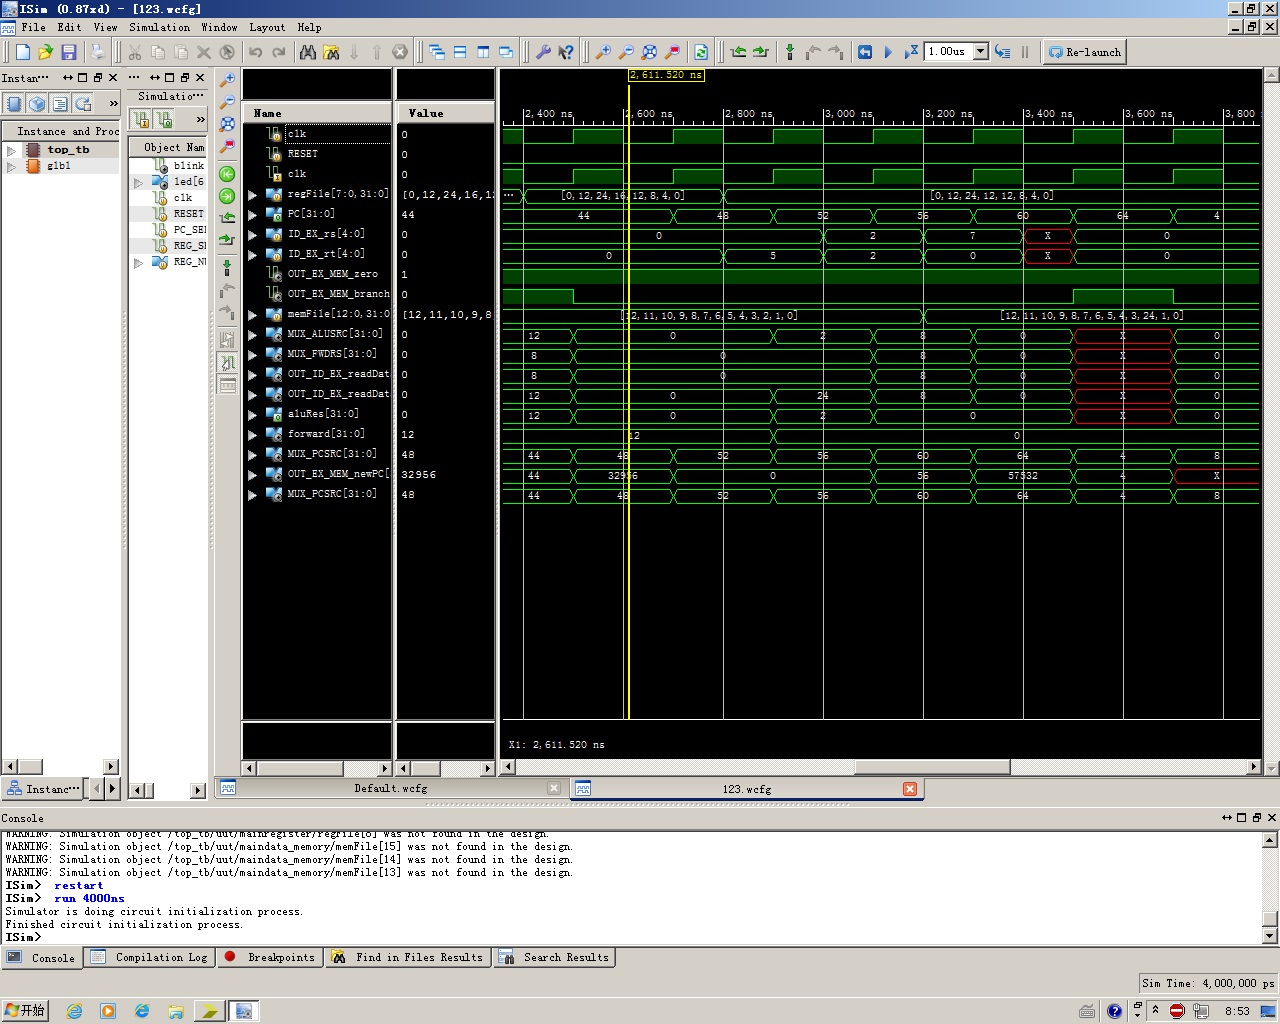 ISim (0.87xd) - [123.wcfg]
File Edit View Simulation Window Layout Help
1.00us
Re-launch
Instan···
Instance and Proc
top_tb
glbl
Instanc···
Simulatio···
Object Nam
blink
led[6
clk
RESET
PC_SE
REG_S
REG_N
Name
Value
clk 0
RESET 0
clk 0
regFile[7:0,31:0] [0,12,24,16,1
PC[31:0] 44
ID_EX_rs[4:0] 0
ID_EX_rt[4:0] 0
OUT_EX_MEM_zero 1
OUT_EX_MEM_branch 0
memFile[12:0,31:0 [12,11,10,9,8
MUX_ALUSRC[31:0] 0
MUX_FWDRS[31:0] 0
OUT_ID_EX_readDat 0
OUT_ID_EX_readDat 0
aluRes[31:0] 0
forward[31:0] 12
MUX_PCSRC[31:0] 48
OUT_EX_MEM_newPC[ 32956
MUX_PCSRC[31:0] 48
2,611.520 ns
2,400 ns 2,600 ns 2,800 ns 3,000 ns 3,200 ns 3,400 ns 3,600 ns 3,800
··· [0,12,24,16,12,8,4,0] [0,12,24,12,12,8,4,0]
44 48 52 56 60 64 4
0 2 7 X 0
0 5 2 0 X 0
[12,11,10,9,8,7,6,5,4,3,2,1,0] [12,11,10,9,8,7,6,5,4,3,24,1,0]
12 0 2 8 0 X 0
8 0 8 0 X 0
8 0 8 0 X 0
12 0 24 8 0 X 0
12 0 2 0 X 0
12 0
44 48 52 56 60 64 4 8
44 32956 0 56 57532 4 X
44 48 52 56 60 64 4 8
X1: 2,611.520 ns
Default.wcfg
123.wcfg
Console
WARNING: Simulation object /top_tb/uut/mainregister/regFile[8] was not found in the design.
WARNING: Simulation object /top_tb/uut/maindata_memory/memFile[15] was not found in the design.
WARNING: Simulation object /top_tb/uut/maindata_memory/memFile[14] was not found in the design.
WARNING: Simulation object /top_tb/uut/maindata_memory/memFile[13] was not found in the design.
ISim> restart
ISim> run 4000ns
Simulator is doing circuit initialization process.
Finished circuit initialization process.
ISim>
Console Compilation Log Breakpoints Find in Files Results Search Results
Sim Time: 4,000,000 ps
开始
8:53